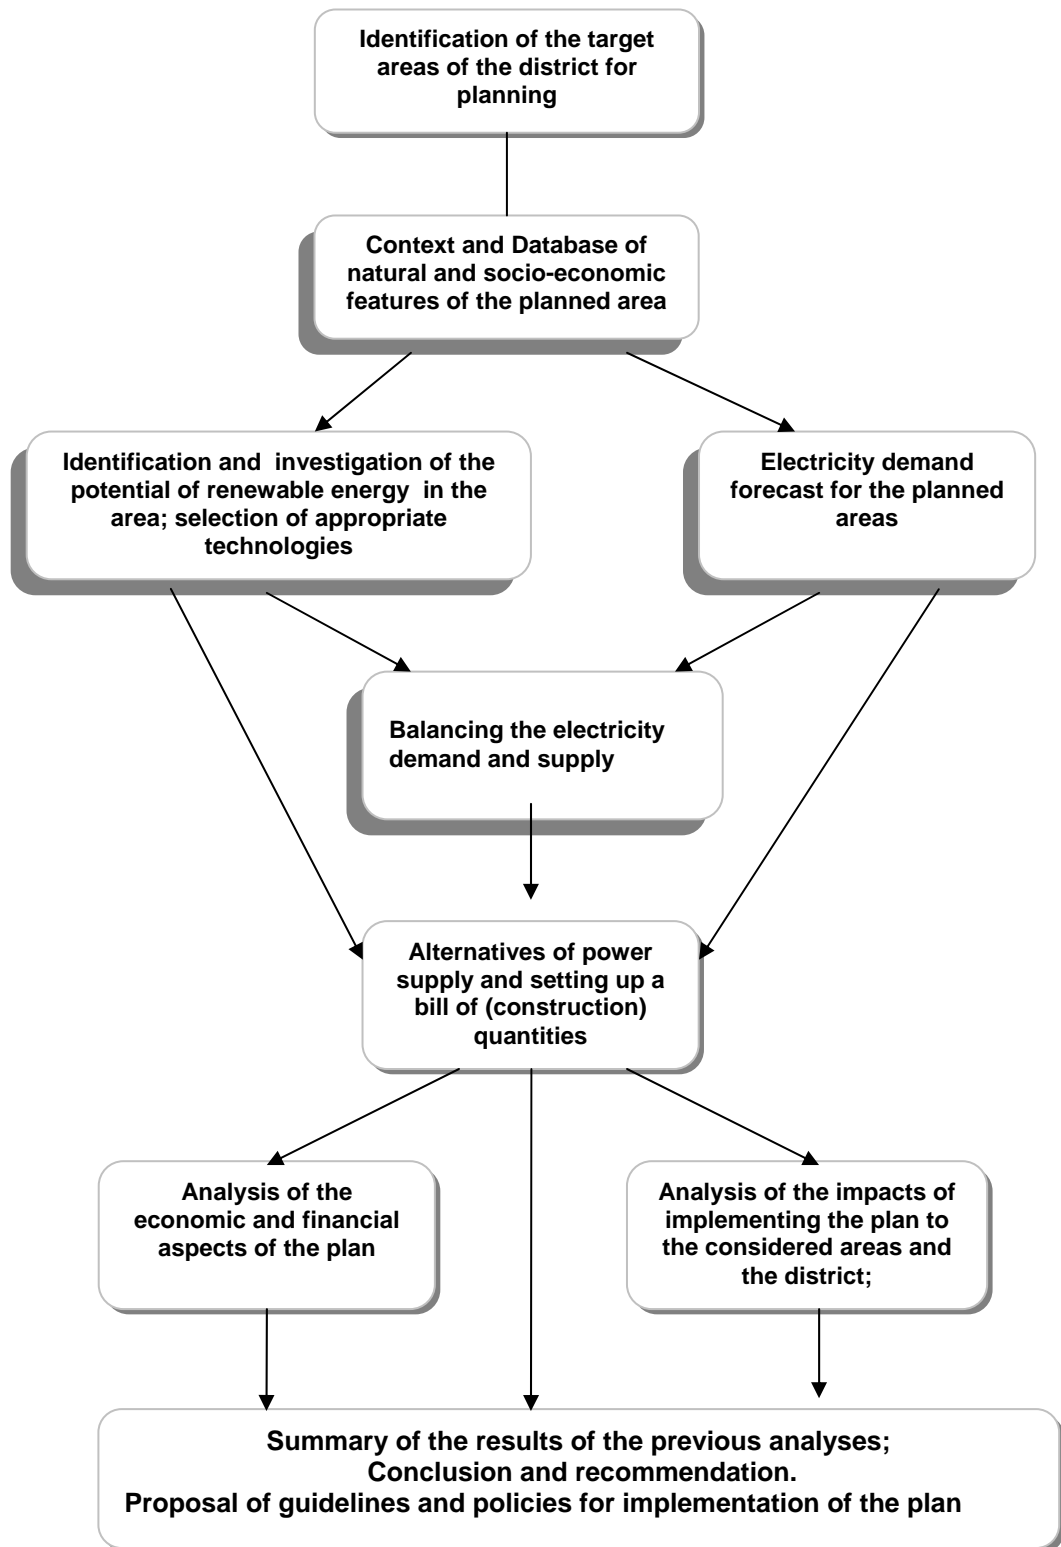 Identification of the target
areas of the district for
planning
Context and Database of
natural and socio-economic
features of the planned area
Identification and  investigation of the
potential of renewable energy  in the
area; selection of appropriate
technologies
Electricity demand
forecast for the planned
areas
Balancing the electricity
demand and supply
Alternatives of power
supply and setting up a
bill of (construction)
quantities
Analysis of the
economic and financial
aspects of the plan
Analysis of the impacts of
implementing the plan to
the considered areas and
the district;
Summary of the results of the previous analyses;
Conclusion and recommendation.
Proposal of guidelines and policies for implementation of the plan